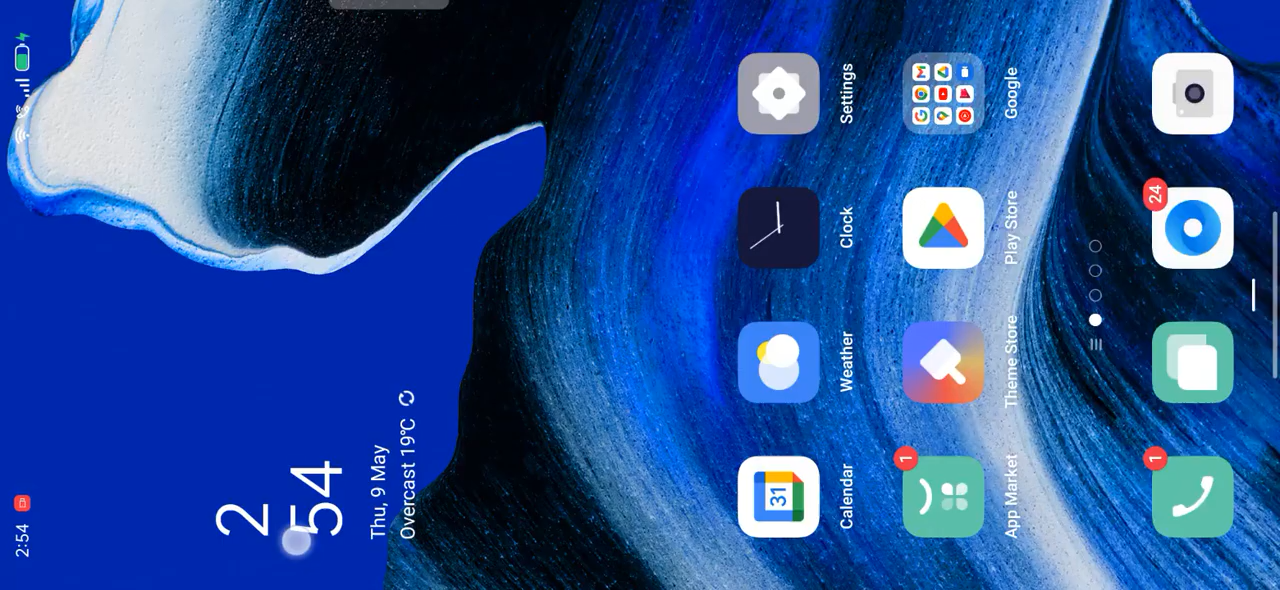 2:54
2
54
Thu, 9 May
Overcast 19°C
Calendar
Weather
Clock
Settings
31
1
App Market
Theme Store
Play Store
Google
1
24